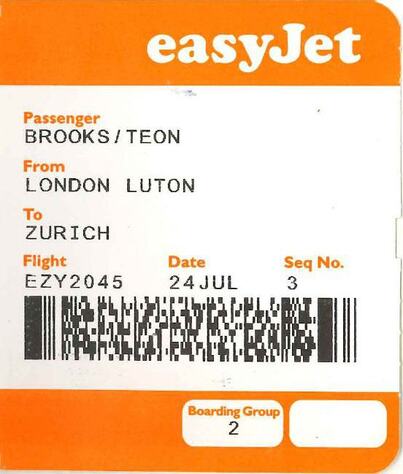 easyJet
Passenger
BROOKS/TEON
From
LONDON LUTON
To
ZURICH
Flight Date Seq No.
EZY2045 24JUL 3
Boarding Group
2